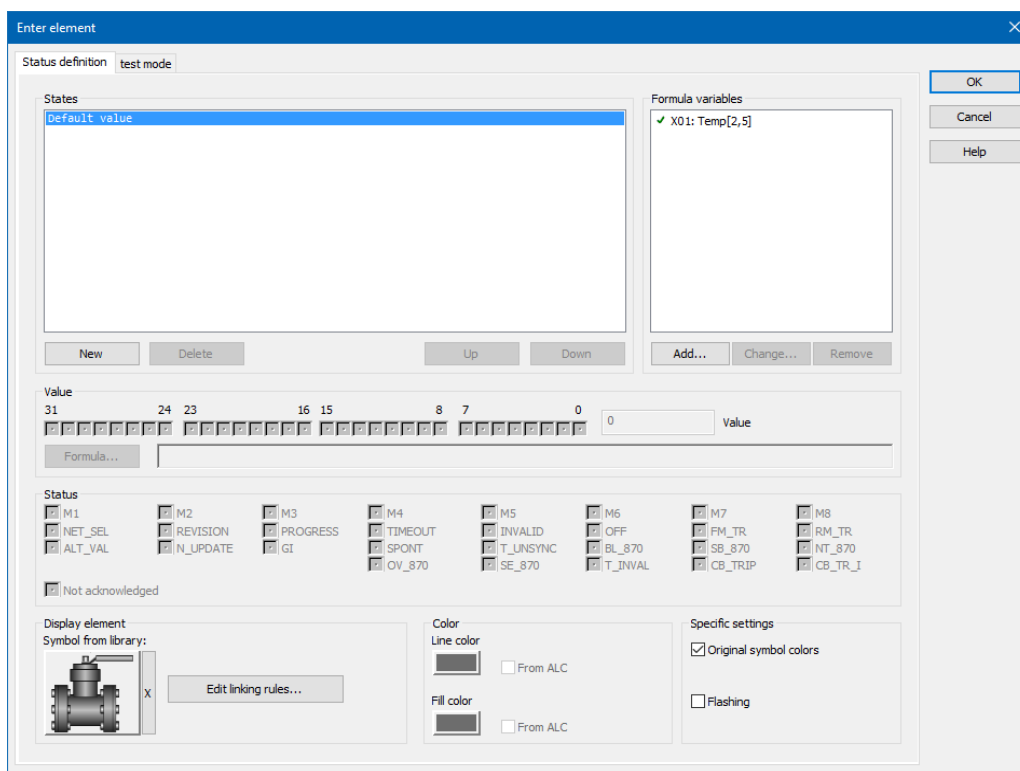 Enter element
Status definition test mode
OK
Cancel
Help
States
Default value
New Delete Up Down
Formula variables
X01: Temp[2,5]
Add... Change... Remove
Value
31 24 23 16 15 8 7 0
0 Value
Formula...
Status
M1 M2 M3 M4 M5 M6 M7 M8
NET_SEL REVISION PROGRESS TIMEOUT INVALID OFF FM_TR RM_TR
ALT_VAL N_UPDATE GI SPONT T_UNSYNC BL_870 SB_870 NT_870
OV_870 SE_870 T_INVAL CB_TRIP CB_TR_I
Not acknowledged
Display element
Symbol from library:
X
Edit linking rules...
Color
Line color
From ALC
Fill color
From ALC
Specific settings
Original symbol colors
Flashing